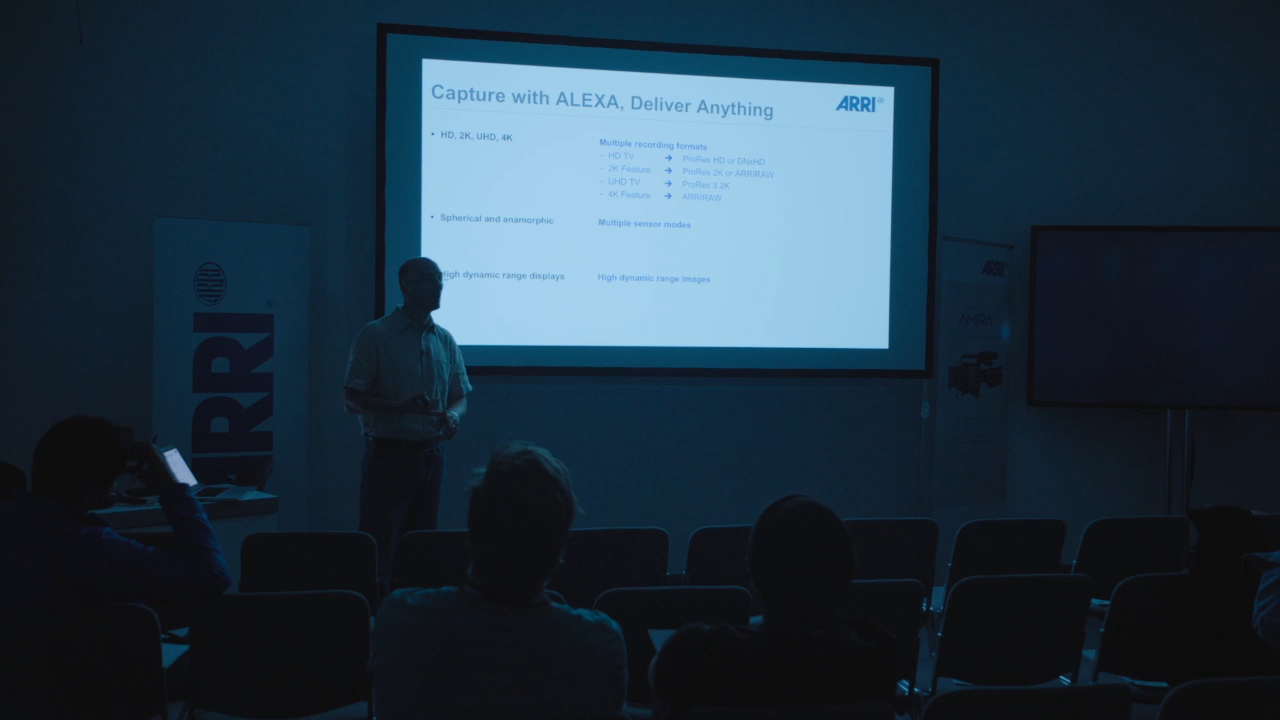 Capture with ALEXA, Deliver Anything
ARRI
• HD, 2K, UHD, 4K
Multiple recording formats
– HD TV → ProRes HD or DNxHD
– 2K Feature → ProRes 2K or ARRIRAW
– UHD TV → ProRes 3.2K
– 4K Feature → ARRIRAW
• Spherical and anamorphic
Multiple sensor modes
High dynamic range displays
High dynamic range images
ARRI
ARRI
AMIRA